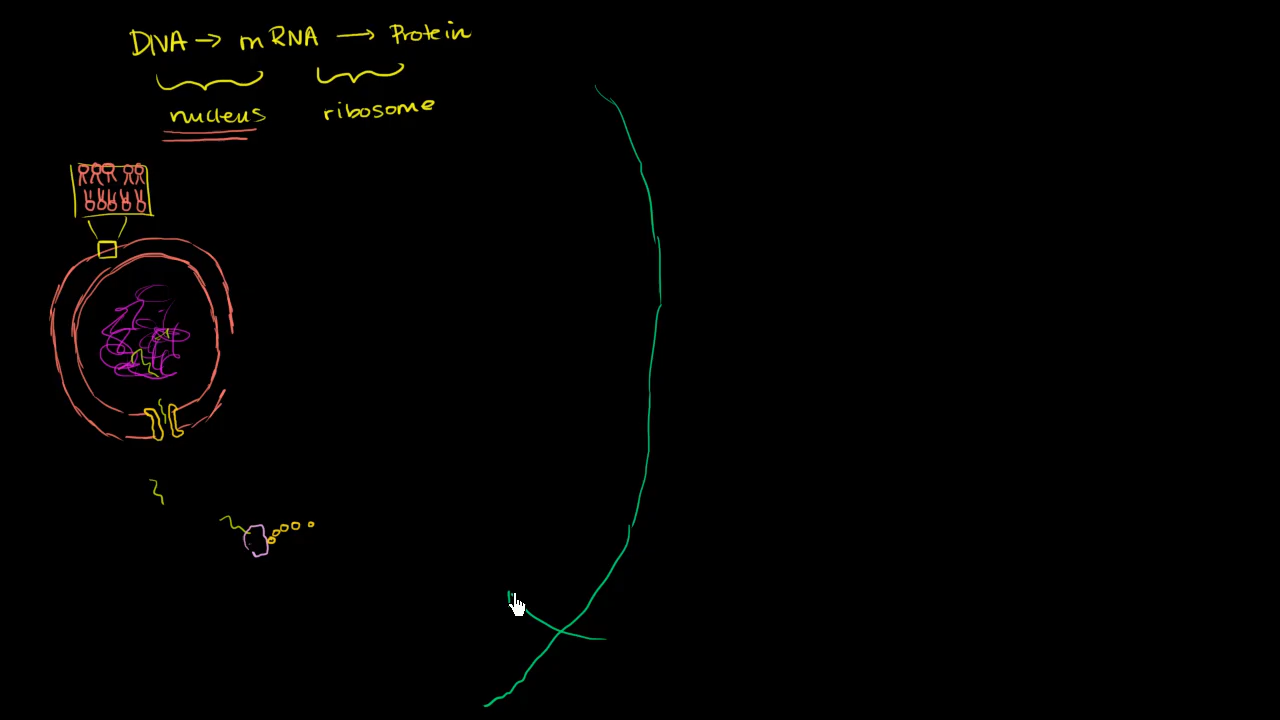 DNA → mRNA → Protein
nucleus ribosome